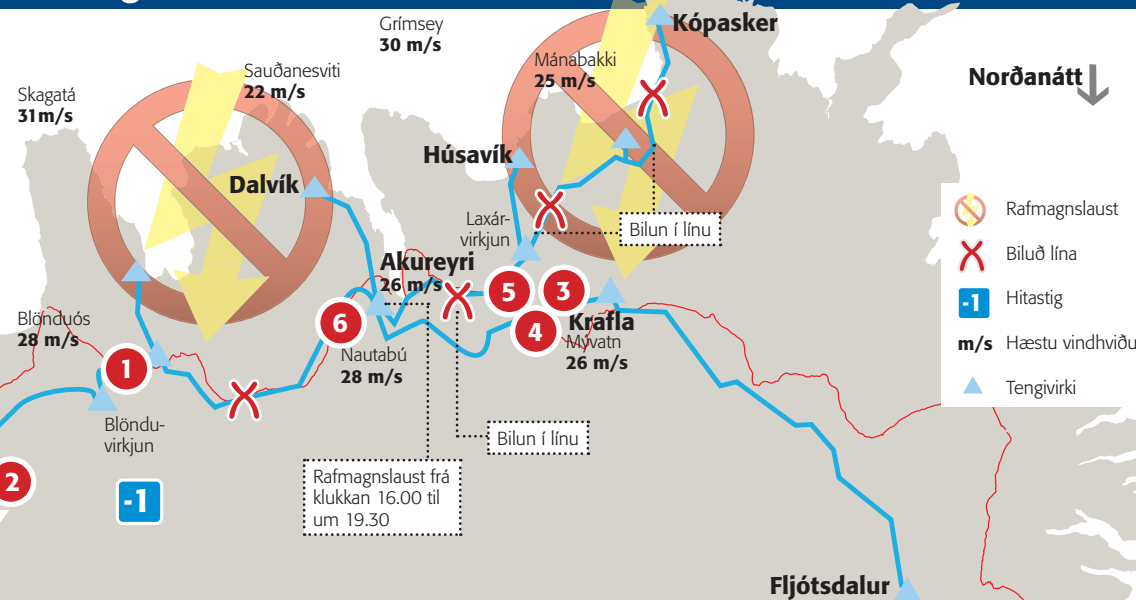 Grímsey
30 m/s
Kópasker
Sauðanesviti
22 m/s
Mánabakki
25 m/s
Norðanátt
Skagatá
31m/s
Húsavík
Dalvík
Rafmagnslaust
Laxár-
virkjun
Bilun í línu
Biluð lína
Akureyri
26 m/s
5
3
-1
Hitastig
Blönduós
28 m/s
6
4
Krafla
Mývatn
26 m/s
m/s
Hæstu vindhviðu
Nautabú
28 m/s
1
Tengivirki
Blöndu-
virkjun
Bilun í línu
2
-1
Rafmagnslaust frá
klukkan 16.00 til
um 19.30
Fljótsdalur